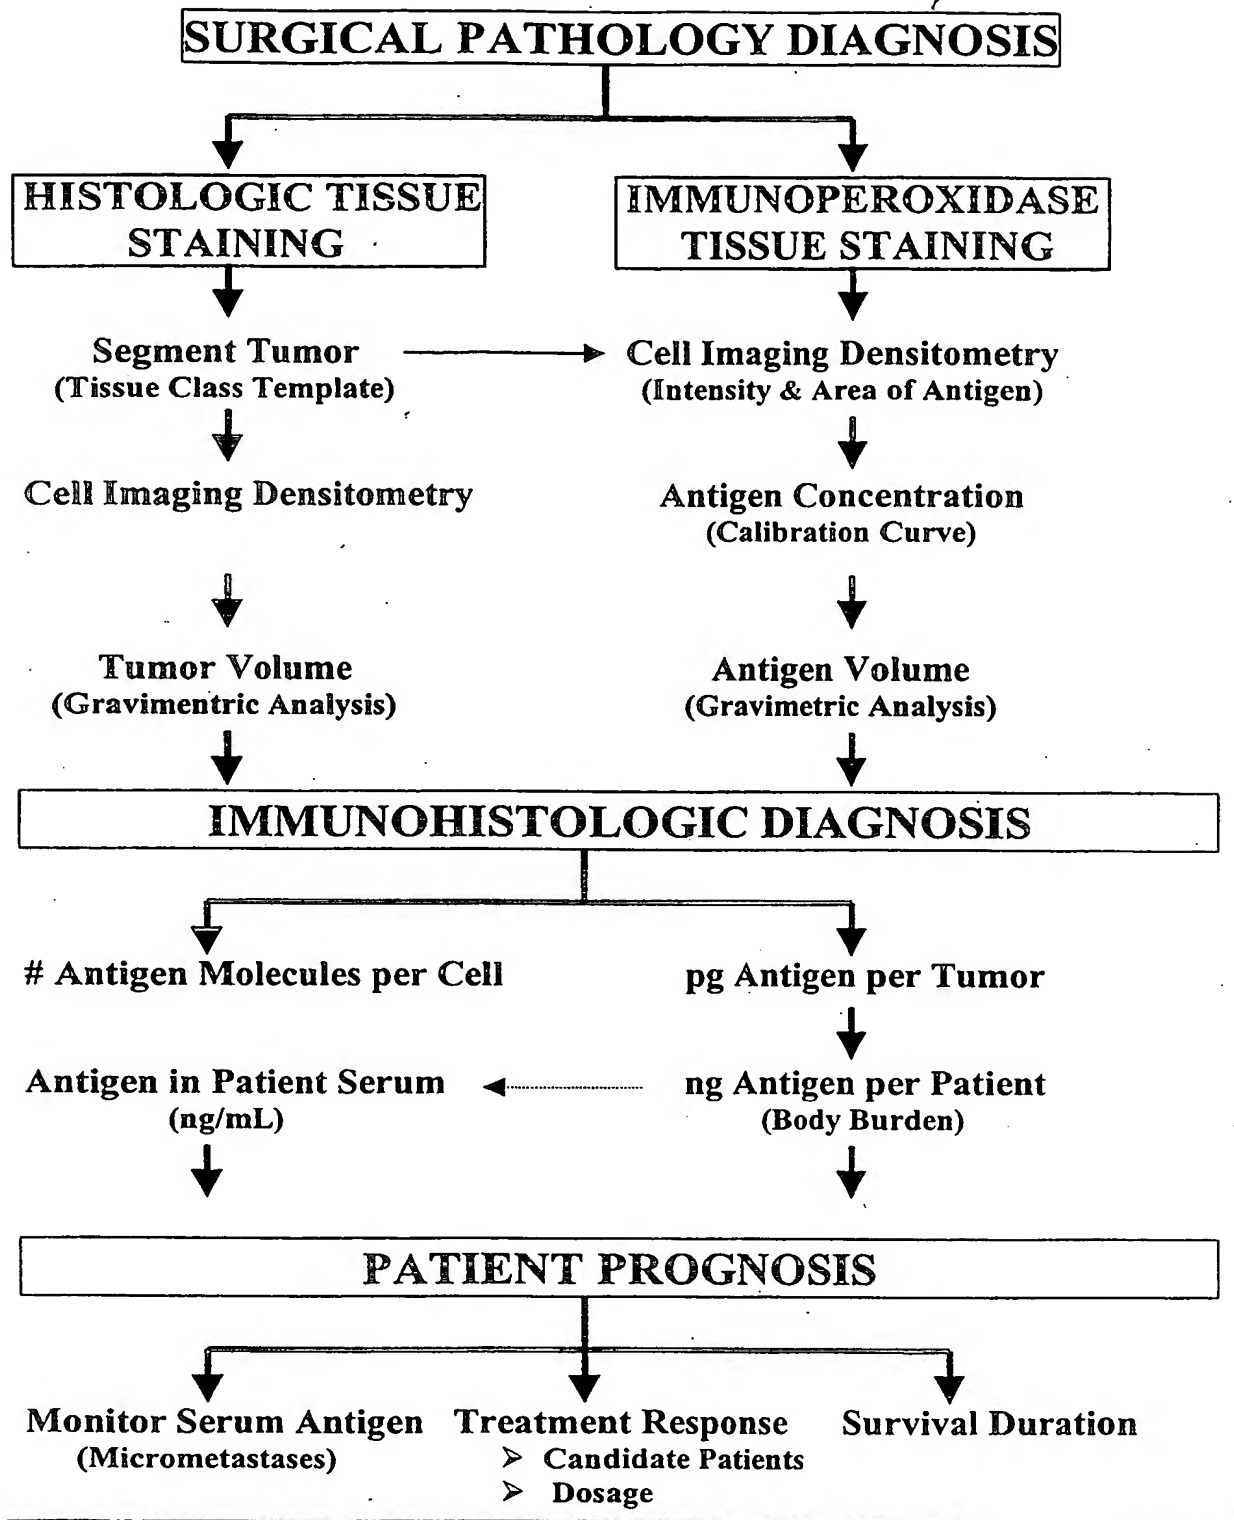 SURGICAL PATHOLOGY DIAGNOSIS
HISTOLOGIC TISSUE
STAINING
IMMUNOPEROXIDASE
TISSUE STAINING
Segment Tumor
(Tissue Class Template)
Cell Imaging Densitometry
(Intensity & Area of Antigen)
Cell Imaging Densitometry
Antigen Concentration
(Calibration Curve)
Tumor Volume
(Gravimentric Analysis)
Antigen Volume
(Gravimetric Analysis)
IMMUNOHISTOLOGIC DIAGNOSIS
# Antigen Molecules per Cell
pg Antigen per Tumor
Antigen in Patient Serum
(ng/mL)
ng Antigen per Patient
(Body Burden)
PATIENT PROGNOSIS
Monitor Serum Antigen
(Micrometastases)
Treatment Response
➢ Candidate Patients
➢ Dosage
Survival Duration